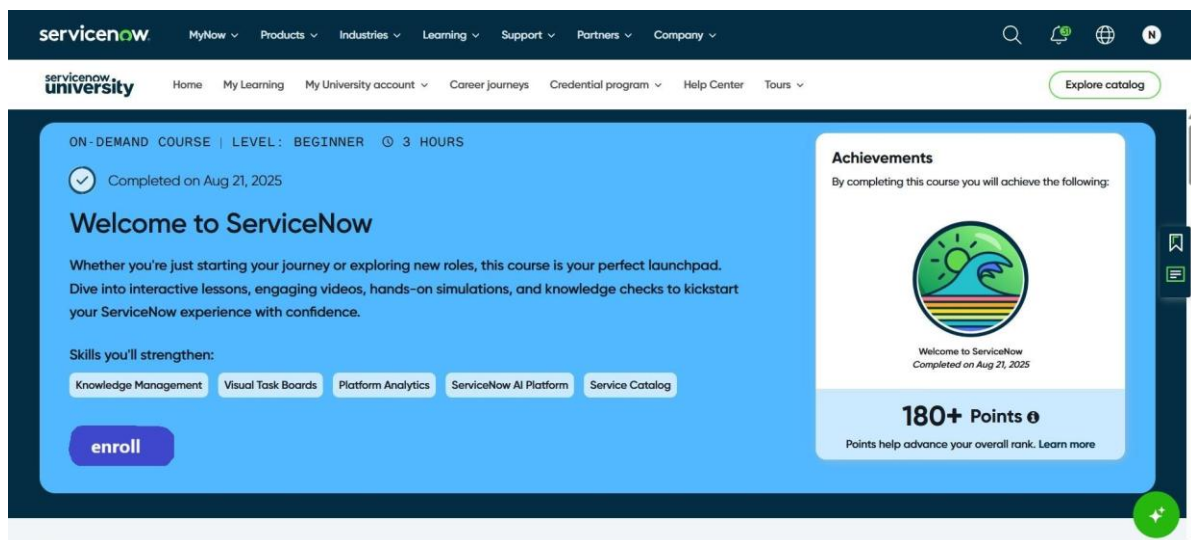 servicenow
MyNow Products Industries Learning Support Partners Company
N
servicenow
university
Home My Learning My University account Career journeys Credential program Help Center Tours
Explore catalog
ON-DEMAND COURSE | LEVEL: BEGINNER 3 HOURS
Completed on Aug 21, 2025
Welcome to ServiceNow
Whether you're just starting your journey or exploring new roles, this course is your perfect launchpad.
Dive into interactive lessons, engaging videos, hands-on simulations, and knowledge checks to kickstart
your ServiceNow experience with confidence.
Skills you'll strengthen:
Knowledge Management Visual Task Boards Platform Analytics ServiceNow AI Platform Service Catalog
enroll
Achievements
By completing this course you will achieve the following:
Welcome to ServiceNow
Completed on Aug 21, 2025
180+ Points
Points help advance your overall rank. Learn more